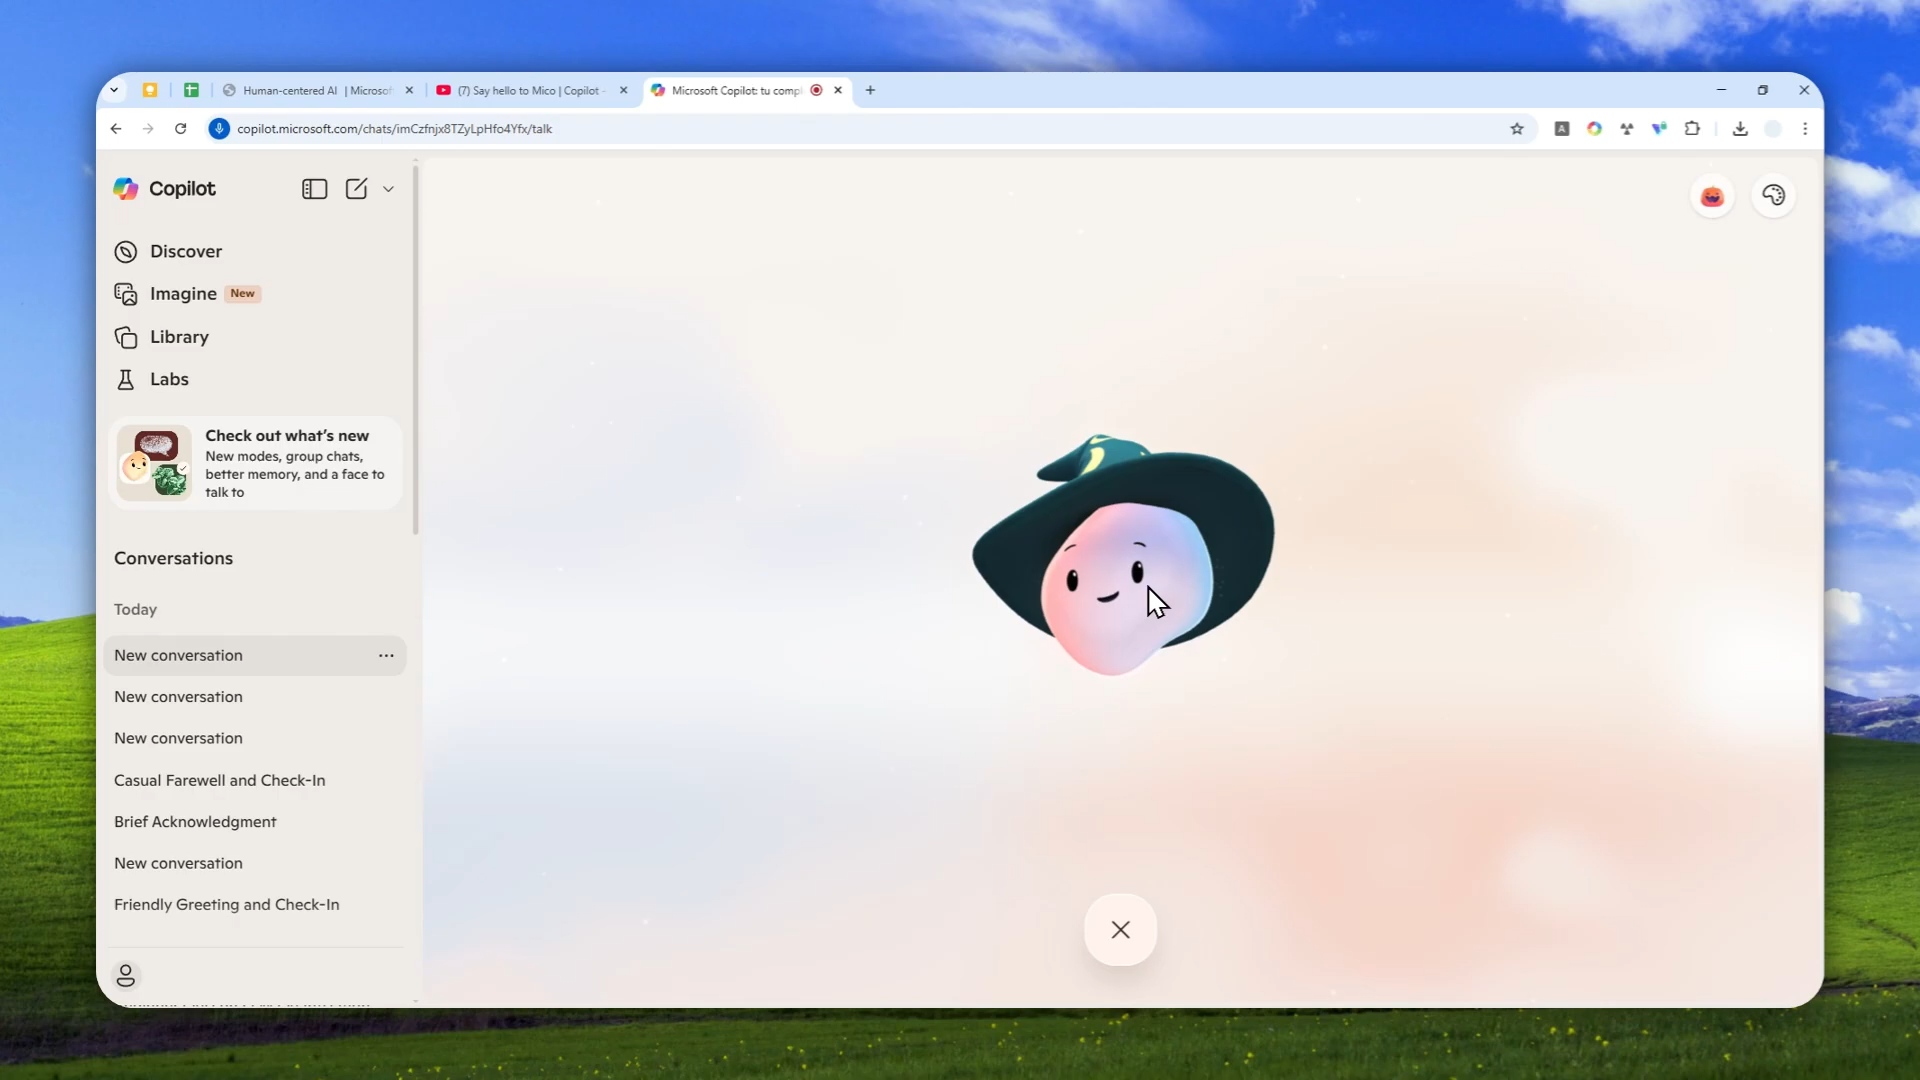 Human-centered AI | Microsof
(7) Say hello to Mico | Copilot -
Microsoft Copilot: tu compl
copilot.microsoft.com/chats/imCzfnjx8TZyLpHfo4Yfx/talk
A
Copilot
Discover
Imagine New
Library
Labs
Check out what's new
New modes, group chats,
better memory, and a face to
talk to
Conversations
Today
New conversation
New conversation
New conversation
Casual Farewell and Check-In
Brief Acknowledgment
New conversation
Friendly Greeting and Check-In